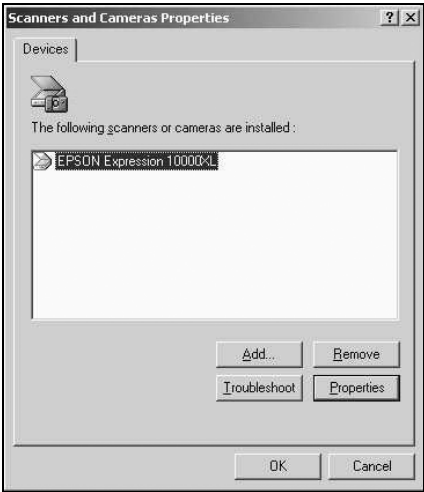 Scanners and Cameras Properties
Devices
The following scanners or cameras are installed :
EPSON Expression 10000XL
Add... Remove
Troubleshoot Properties
OK Cancel